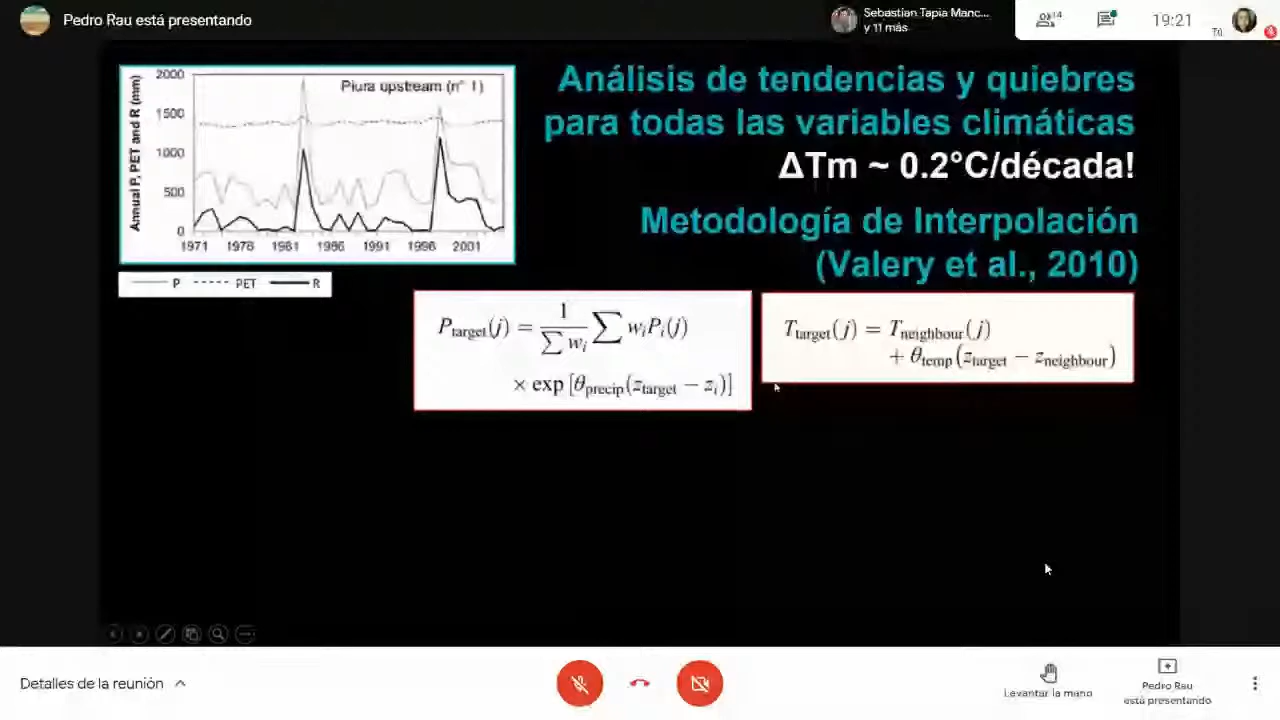 Pedro Rau está presentando
Sebastian Tapia Manc...
y 11 más
14
19:21
Tú
4
Annual P, PET and R (mm)
2000
1500
1000
500
0
Piura upstream (n° 1)
1971 1978 1981 1986 1991 1996 2001
P PET R
Análisis de tendencias y quiebres
para todas las variables climáticas
ΔTm ~ 0.2°C/década!
Metodología de Interpolación
(Valery et al., 2010)
P_target(j) = 1/∑ w_i ∑ w_i P_i(j)
× exp [θ_precip(z_target − z_i)]
T_target(j) = T_neighbour(j)
+ θ_temp(z_target − z_neighbour)
Detalles de la reunión
Levantar la mano
Pedro Rau
está presentando